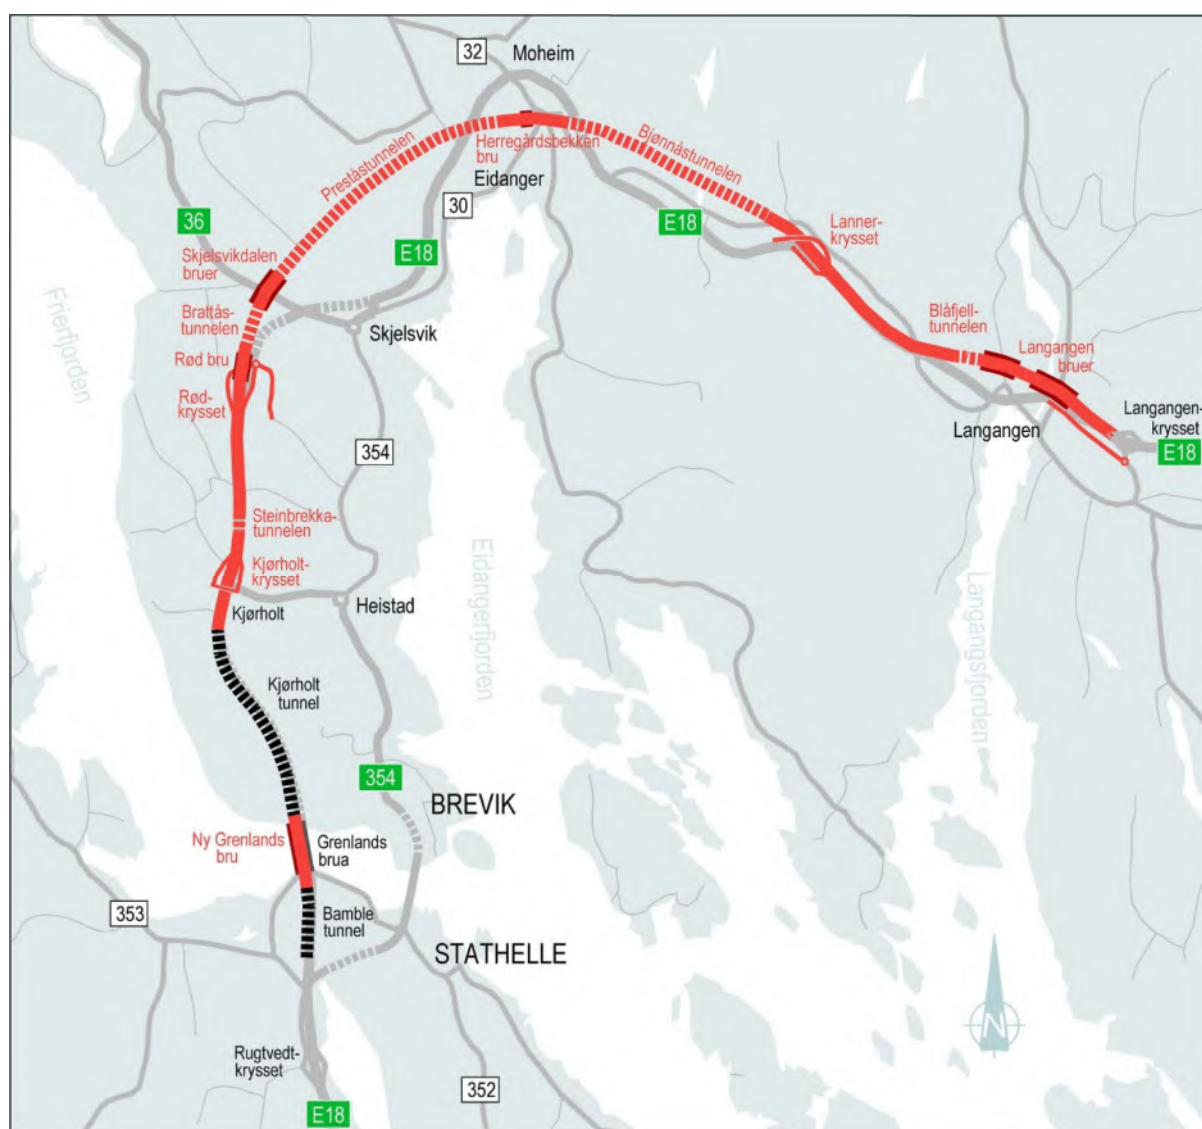 32
Moheim
Herregårdsbekken
bru
Eidanger
30
Preståstunnelen
Bjønnåstunnelen
36
E18
E18
Lanner-
krysset
Skjelsvikdalen
bruer
Brattås-
tunnelen
Skjelsvik
Rød bru
Rød-
krysset
Frierfjorden
Blåfjell-
tunnelen
Langangen
bruer
Langangen
Langangen-
krysset
E18
354
Steinbrekka-
tunnelen
Kjørholt-
krysset
Kjørholt
Heistad
Eidangerfjorden
Langangsfjorden
Kjørholt
tunnel
354
BREVIK
Ny Grenlands
bru
Grenlands
brua
353
Bamble
tunnel
STATHELLE
N
Rugtvedt-
krysset
352
E18